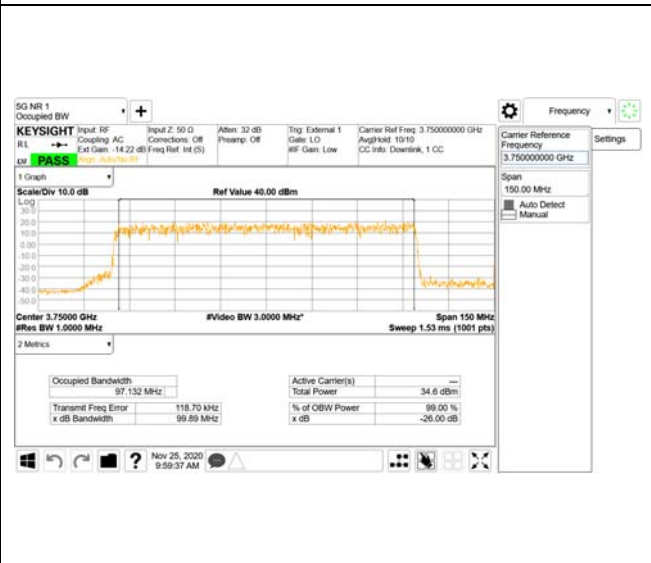 5G NR 1
Occupied BW
Frequency
KEYSIGHT
Input: RF
Input Z: 50 Ω
Atten: 32 dB
Trig: External 1
Carrier Ref Freq: 3.750000000 GHz
R L
Coupling: AC
Corrections: Off
Preamp: Off
Gate: LO
Avg|Hold: 10/10
Ext Gain: -14.22 dB
Freq Ref: Int (S)
#IF Gain: Low
CC Info: Downlink, 1 CC
PASS
Align: Auto/No RF
Carrier Reference
Frequency
3.750000000 GHz
Settings
Span
150.00 MHz
Auto Detect
Manual
1 Graph
Scale/Div 10.0 dB
Ref Value 40.00 dBm
Log
30.0
20.0
10.0
0.00
-10.0
-20.0
-30.0
-40.0
-50.0
Center 3.75000 GHz
#Video BW 3.0000 MHz*
Span 150 MHz
#Res BW 1.0000 MHz
Sweep 1.53 ms (1001 pts)
2 Metrics
Occupied Bandwidth
97.132 MHz
Active Carrier(s)
---
Total Power
34.6 dBm
Transmit Freq Error
118.70 kHz
% of OBW Power
99.00 %
x dB Bandwidth
99.89 MHz
x dB
-26.00 dB
?
Nov 25, 2020
9:59:37 AM